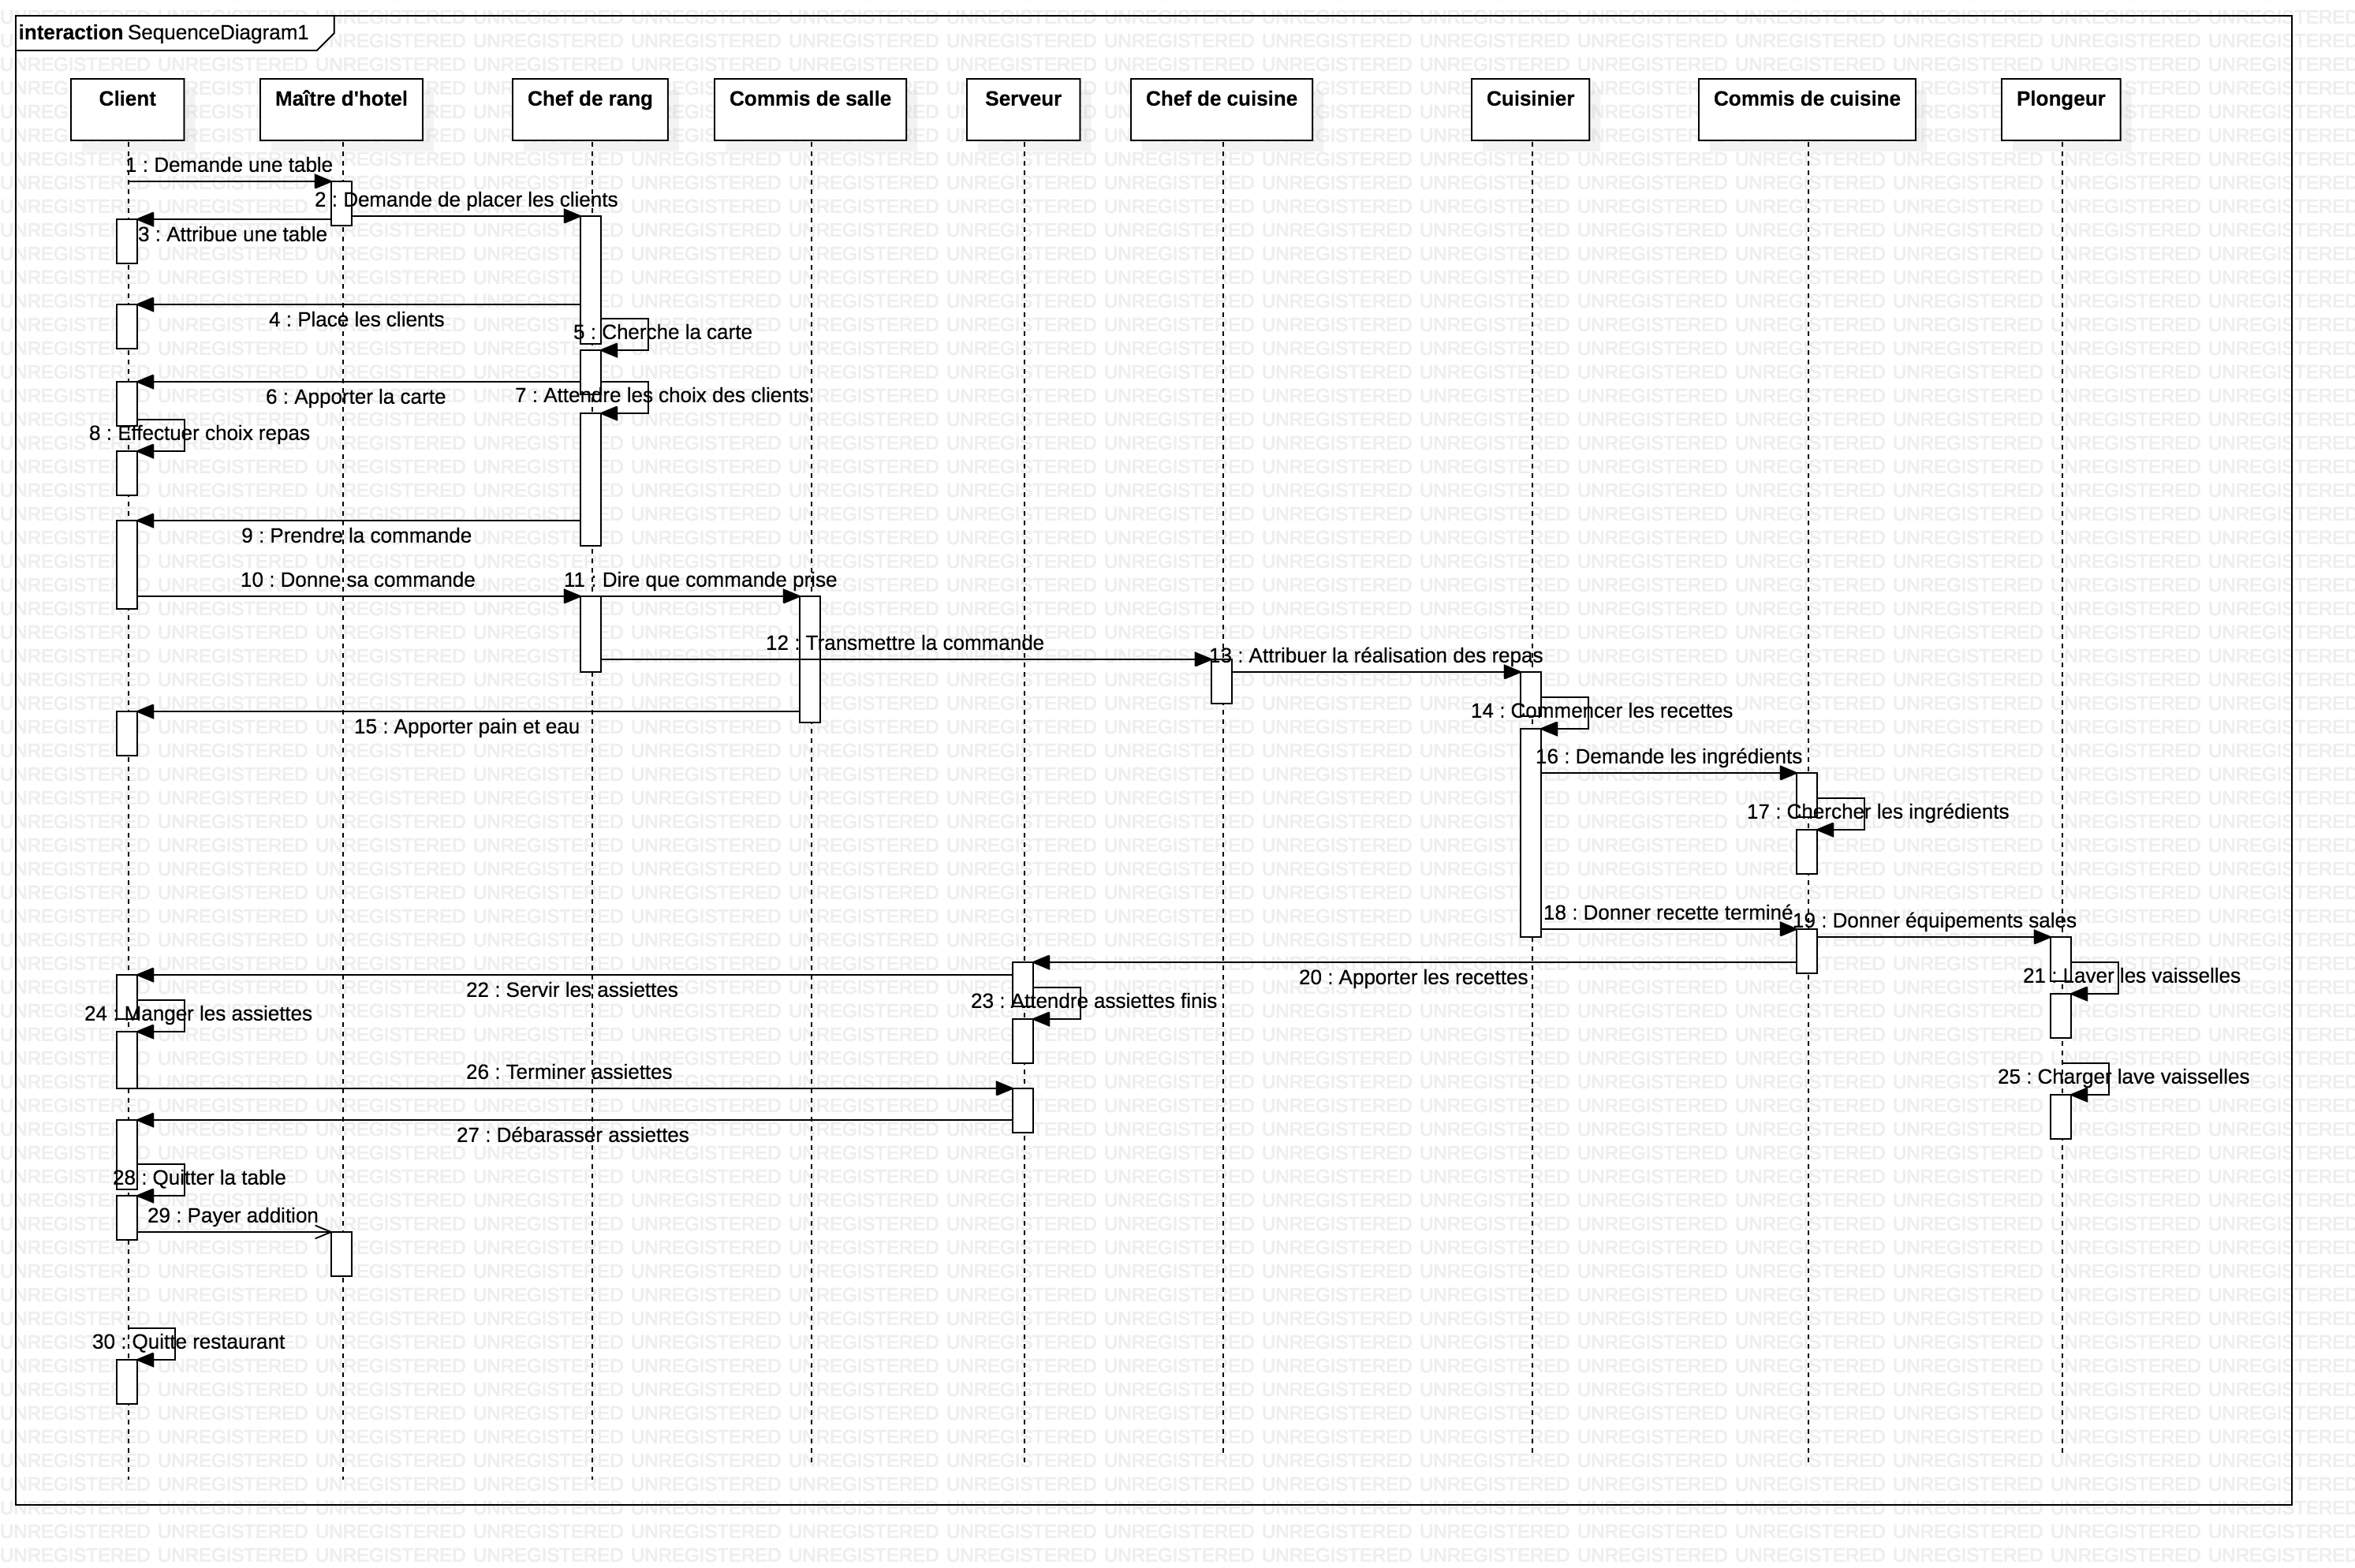 interaction SequenceDiagram1
Client
Maître d'hotel
Chef de rang
Commis de salle
Serveur
Chef de cuisine
Cuisinier
Commis de cuisine
Plongeur
1 : Demande une table
2 : Demande de placer les clients
3 : Attribue une table
4 : Place les clients
5 : Cherche la carte
6 : Apporter la carte
7 : Attendre les choix des clients
8 : Effectuer choix repas
9 : Prendre la commande
10 : Donne sa commande
11 : Dire que commande prise
12 : Transmettre la commande
13 : Attribuer la réalisation des repas
14 : Commencer les recettes
15 : Apporter pain et eau
16 : Demande les ingrédients
17 : Chercher les ingrédients
18 : Donner recette terminé
19 : Donner équipements sales
20 : Apporter les recettes
21 : Laver les vaisselles
22 : Servir les assiettes
23 : Attendre assiettes finis
24 : Manger les assiettes
25 : Charger lave vaisselles
26 : Terminer assiettes
27 : Débarasser assiettes
28 : Quitter la table
29 : Payer addition
30 : Quitte restaurant
UNREGISTERED